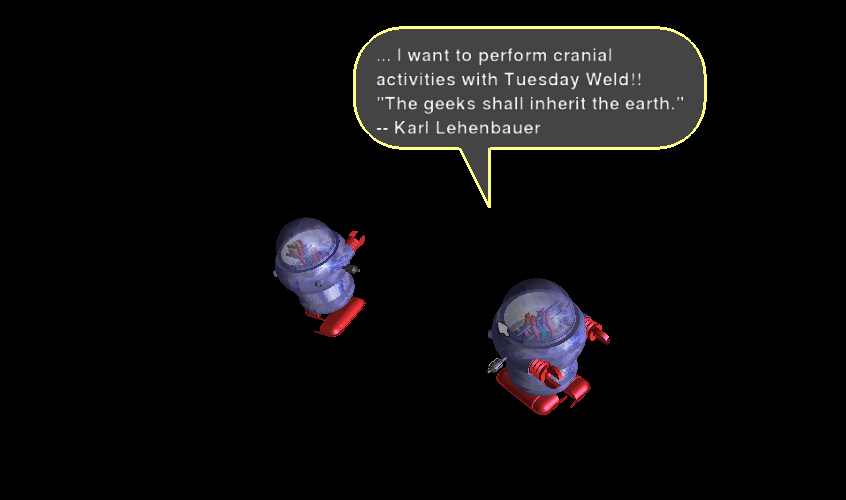 ... I want to perform cranial
activities with Tuesday Weld!!
"The geeks shall inherit the earth."
-- Karl Lehenbauer